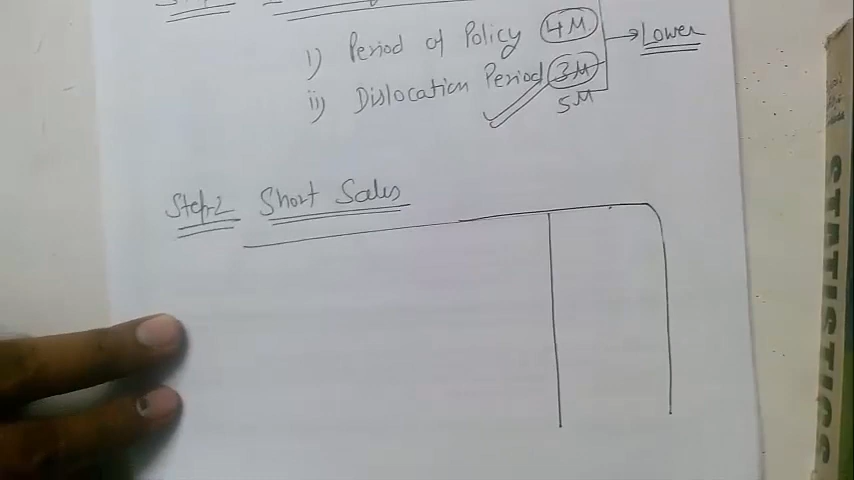 i) Period of Policy 4M
Lower
ii) Dislocation Period 3M
5M
Step-2 Short Sales
STATISTICS